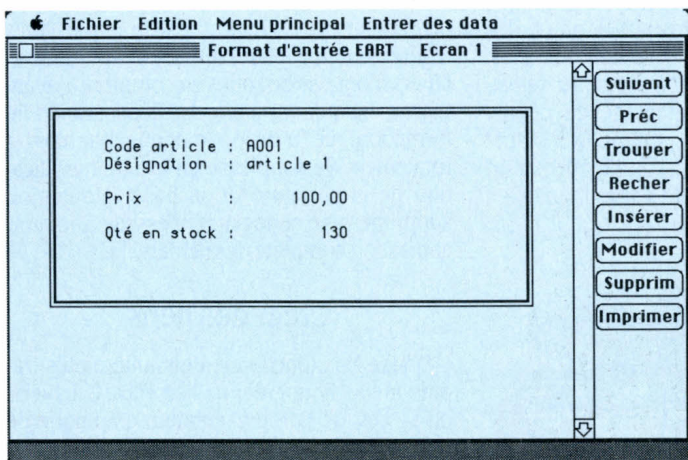 Fichier Edition Menu principal Entrer des data
Format d'entrée EART Ecran 1
Code article : A001
Désignation : article 1
Prix : 100,00
Qté en stock : 130
Suivant
Préc
Trouver
Recher
Insérer
Modifier
Supprim
Imprimer